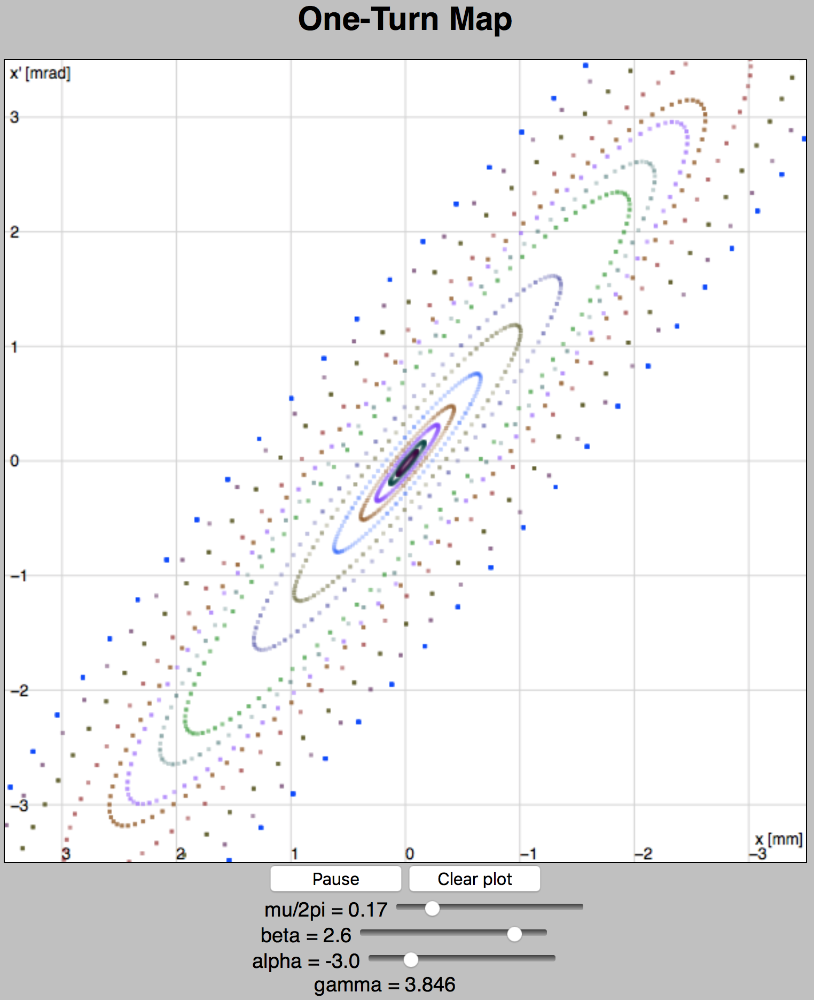 One-Turn Map
x' [mrad]
3
2
1
0
−1
−2
−3
x [mm]
3 2 1 0 −1 −2 −3
Pause Clear plot
mu/2pi = 0.17
beta = 2.6
alpha = -3.0
gamma = 3.846